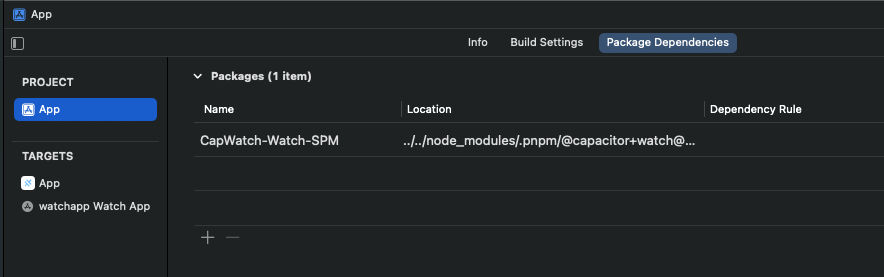 App
Info Build Settings Package Dependencies
PROJECT
App
TARGETS
App
watchapp Watch App
Packages (1 item)
Name Location Dependency Rule
CapWatch-Watch-SPM ../../node_modules/.pnpm/@capacitor+watch@...